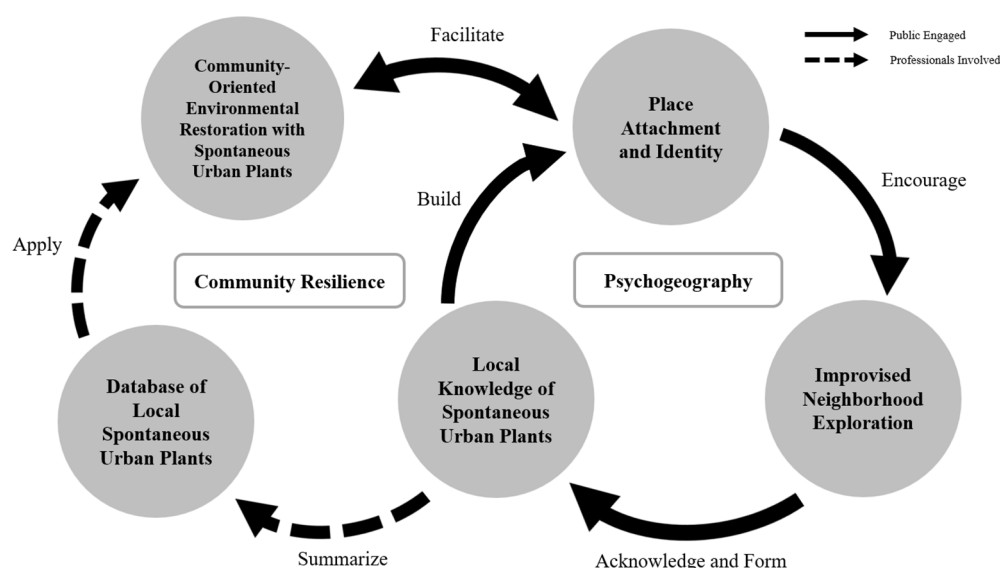 Facilitate
Public Engaged
Professionals Involved
Community-
Oriented
Environmental
Restoration with
Spontaneous
Urban Plants
Place
Attachment
and Identity
Build
Encourage
Apply
Community Resilience
Psychogeography
Database of
Local
Spontaneous
Urban Plants
Local
Knowledge of
Spontaneous
Urban Plants
Improvised
Neighborhood
Exploration
Summarize
Acknowledge and Form